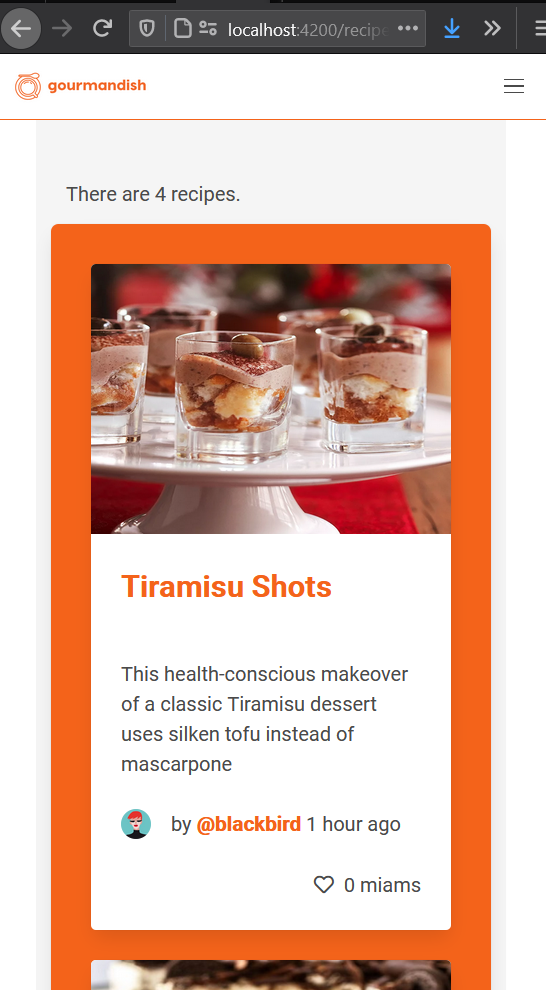 localhost:4200/recipe
gourmandish
There are 4 recipes.
Tiramisu Shots
This health-conscious makeover
of a classic Tiramisu dessert
uses silken tofu instead of
mascarpone
by @blackbird 1 hour ago
0 miams